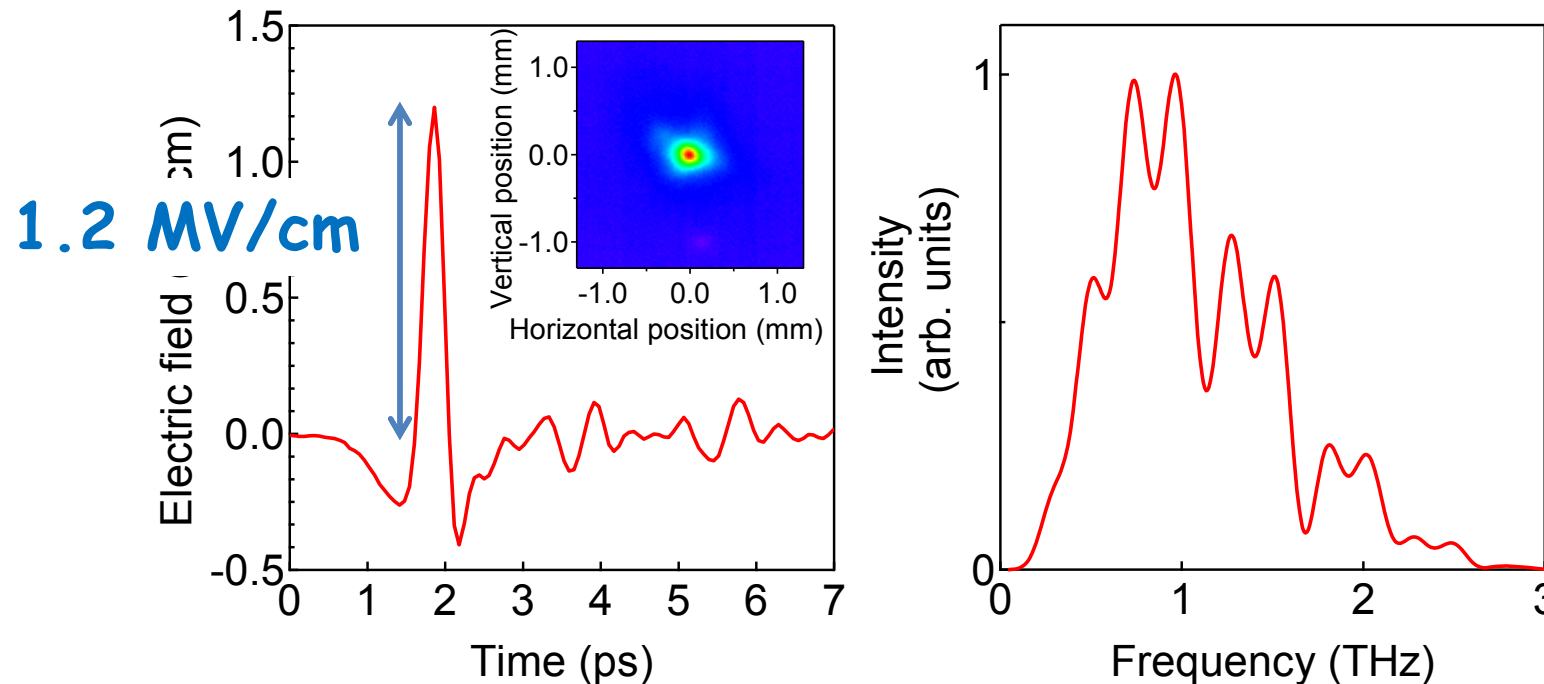 1.5
1.0
0.5
0.0
-0.5
0 1 2 3 4 5 6 7
Time (ps)
Electric field
cm)
1.2 MV/cm
1.0
0.0
-1.0
Vertical position (mm)
-1.0 0.0 1.0
Horizontal position (mm)
1
0
Intensity
(arb. units)
0 1 2 3
Frequency (THz)